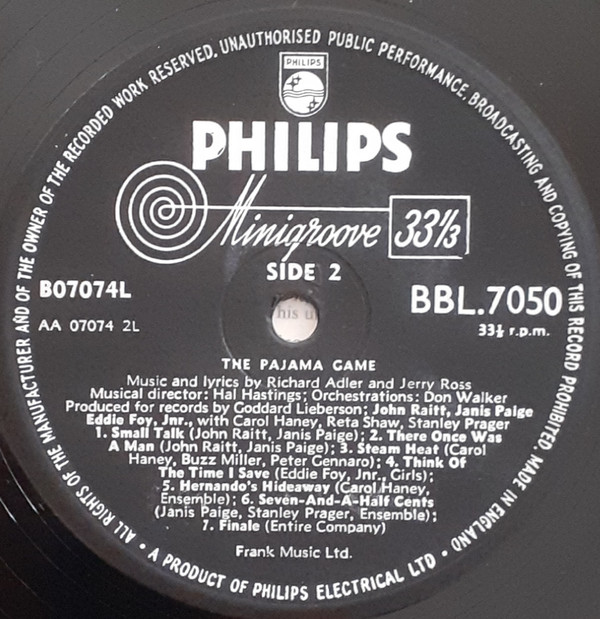 ALL RIGHTS OF THE MANUFACTURER AND OF THE OWNER OF THE RECORDED WORK RESERVED. UNAUTHORISED PUBLIC PERFORMANCE, BROADCASTING AND COPYING OF THIS RECORD PROHIBITED. MADE IN ENGLAND
PHILIPS
PHILIPS
Minigroove 33⅓
SIDE 2
B07074L
BBL.7050
his u
AA 07074 2L
33⅓ r.p.m.
THE PAJAMA GAME
Music and lyrics by Richard Adler and Jerry Ross
Musical director: Hal Hastings; Orchestrations: Don Walker
Produced for records by Goddard Lieberson; John Raitt, Janis Paige
Eddie Foy, Jnr., with Carol Haney, Reta Shaw, Stanley Prager
1. Small Talk (John Raitt, Janis Paige); 2. There Once Was
A Man (John Raitt, Janis Paige); 3. Steam Heat (Carol
Haney, Buzz Miller, Peter Gennaro); 4. Think Of
The Time I Save (Eddie Foy, Jnr., Girls);
5. Hernando's Hideaway (Carol Haney,
Ensemble); 6. Seven-And-A-Half Cents
(Janis Paige, Stanley Prager, Ensemble);
7. Finale (Entire Company)
Frank Music Ltd.
• A PRODUCT OF PHILIPS ELECTRICAL LTD •